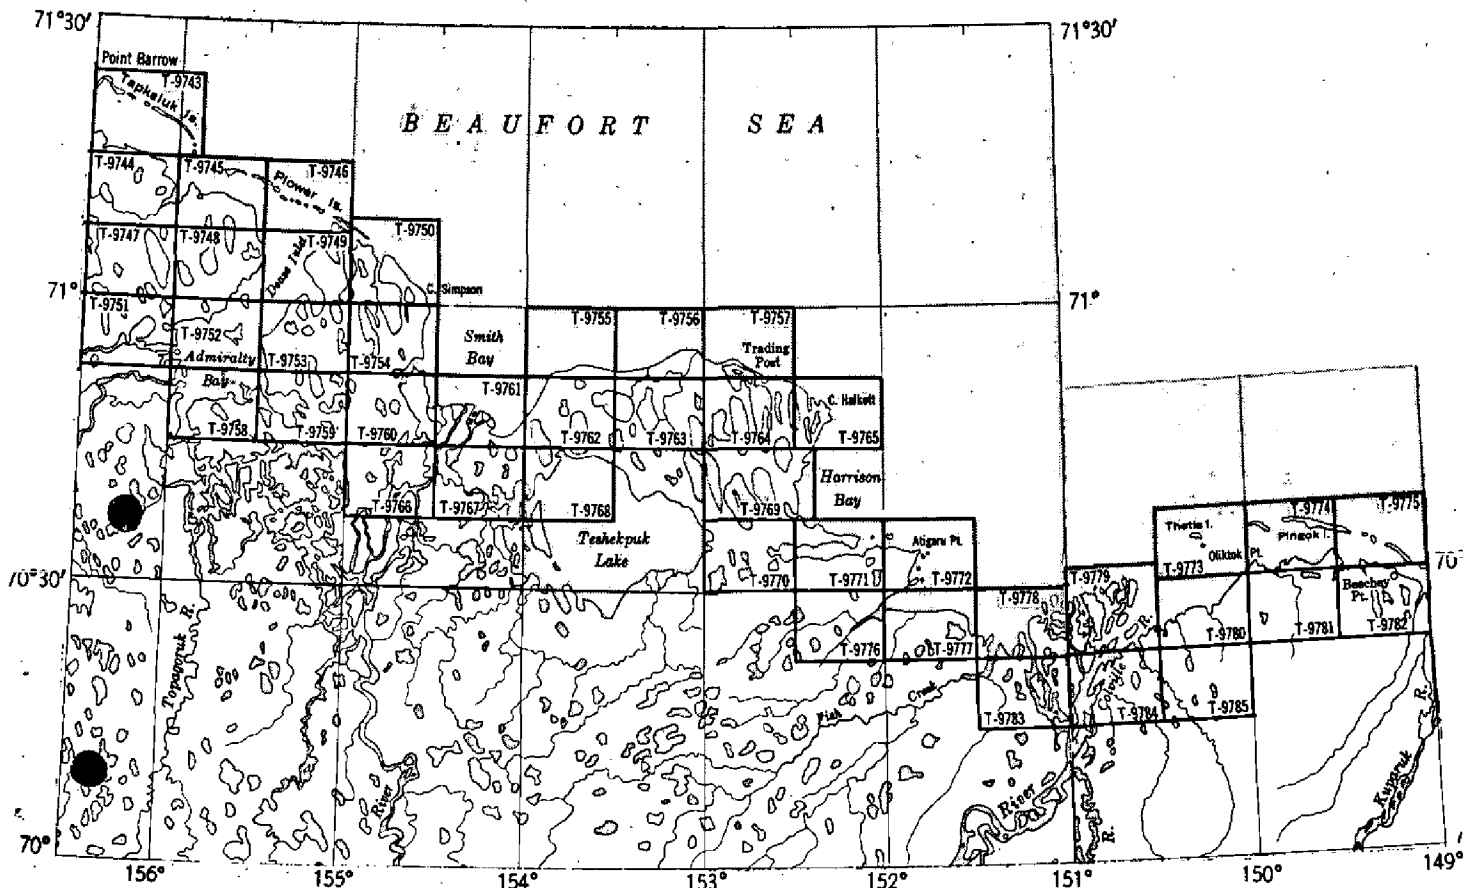 71°30′
71°30′
Point Barrow
T-9743
Tapkaluk Is.
BEAUFORT SEA
T-9744
T-9745
T-9746
Plover Is.
T-9747
T-9748
T-9749
T-9750
Dease Inlet
C. Simpson
71°
71°
T-9751
T-9752
T-9753
T-9754
Admiralty
Bay
Smith
Bay
T-9755
T-9756
T-9757
Trading
Post
T-9758
T-9759
T-9760
T-9761
T-9762
T-9763
T-9764
C. Halkett
T-9765
T-9766
T-9767
T-9768
T-9769
Harrison
Bay
Teshekpuk
Lake
Atigaru Pt.
T-9770
T-9771
T-9772
Thetis I.
T-9773
Oliktok Pt.
T-9774
Pingok I.
T-9775
70°30′
70°
T-9776
T-9777
T-9778
T-9779
R.
T-9780
T-9781
Beechey
Pt.
T-9782
Topagoruk R.
Fish Creek
Colville
T-9783
T-9784
T-9785
River
River
R.
Kuparuk R.
70°
156°
155°
154°
153°
152°
151°
150°
149°